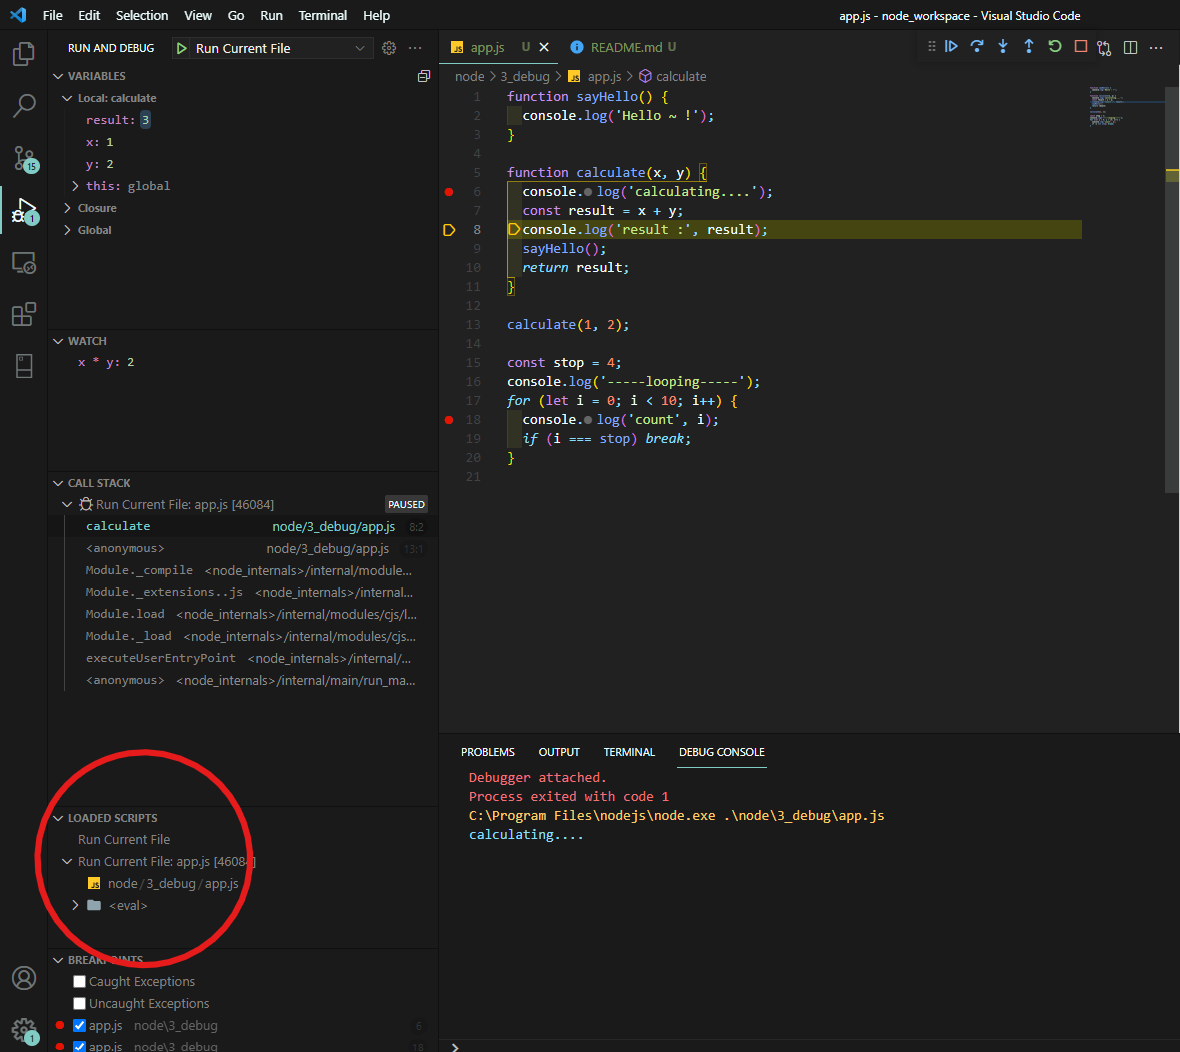 File Edit Selection View Go Run Terminal Help app.js - node_workspace - Visual Studio Code
RUN AND DEBUG Run Current File
VARIABLES
Local: calculate
result: 3
x: 1
y: 2
this: global
Closure
Global
15
1
WATCH
x * y: 2
CALL STACK
Run Current File: app.js [46084] PAUSED
calculate node/3_debug/app.js 8:2
<anonymous> node/3_debug/app.js 13:1
Module._compile <node_internals>/internal/module...
Module._extensions..js <node_internals>/internal...
Module.load <node_internals>/internal/modules/cjs/l...
Module._load <node_internals>/internal/modules/cjs...
executeUserEntryPoint <node_internals>/internal/...
<anonymous> <node_internals>/internal/main/run_ma...
LOADED SCRIPTS
Run Current File
Run Current File: app.js [46084]
JS node/3_debug/app.js
<eval>
BREAKPOINTS
Caught Exceptions
Uncaught Exceptions
app.js node\3_debug 6
app.js node\3_debug 18
1
JS app.js U README.md U
node > 3_debug > JS app.js > calculate
1 function sayHello() {
2 console.log('Hello ~ !');
3 }
4
5 function calculate(x, y) {
6 console.log('calculating....');
7 const result = x + y;
8 console.log('result :', result);
9 sayHello();
10 return result;
11 }
12
13 calculate(1, 2);
14
15 const stop = 4;
16 console.log('-----looping-----');
17 for (let i = 0; i < 10; i++) {
18 console.log('count', i);
19 if (i === stop) break;
20 }
21
PROBLEMS OUTPUT TERMINAL DEBUG CONSOLE
Debugger attached.
Process exited with code 1
C:\Program Files\nodejs\node.exe .\node\3_debug\app.js
calculating....